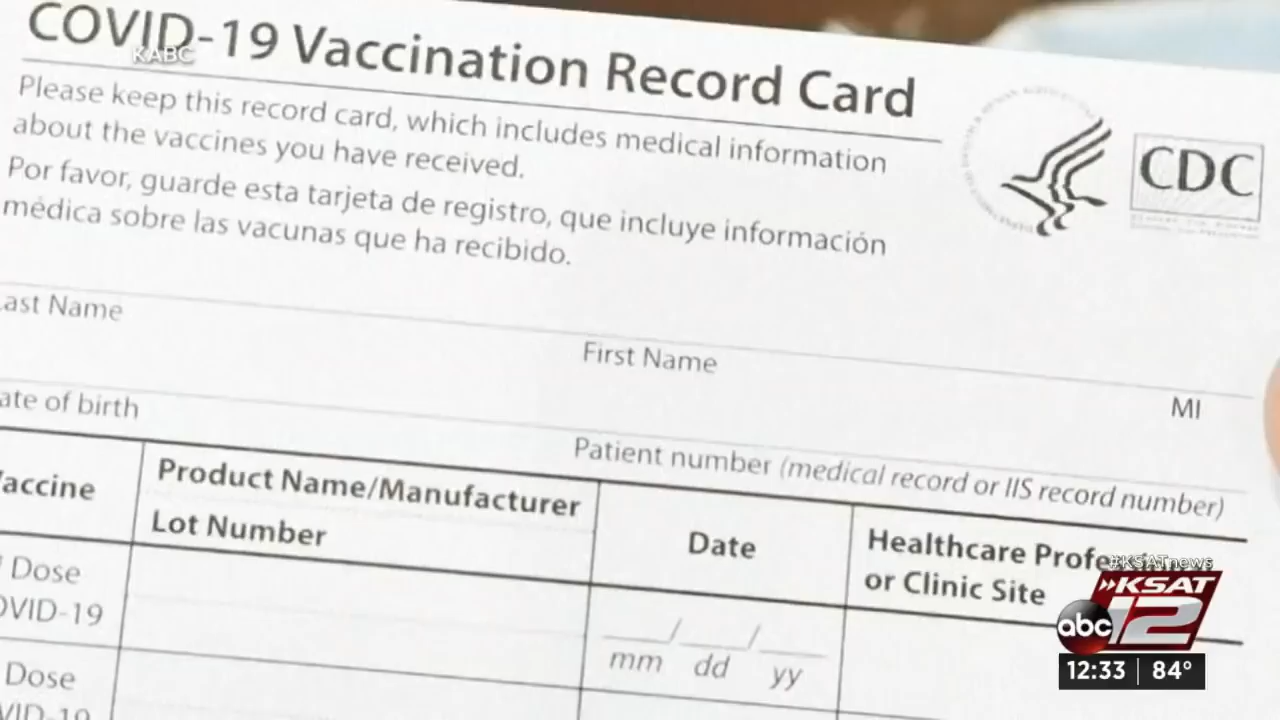 COVID-19 Vaccination Record Card
KABC
Please keep this record card, which includes medical information
about the vaccines you have received.
Por favor, guarde esta tarjeta de registro, que incluye información
médica sobre las vacunas que ha recibido.
CDC
Last Name
First Name
MI
ate of birth
Patient number (medical record or IIS record number)
accine
Product Name/Manufacturer
Lot Number
Date
Healthcare Professional
or Clinic Site
Dose
OVID-19
mm dd yy
Dose
VID-19
#KSATnews
KSAT
abc 12
12:33 84°